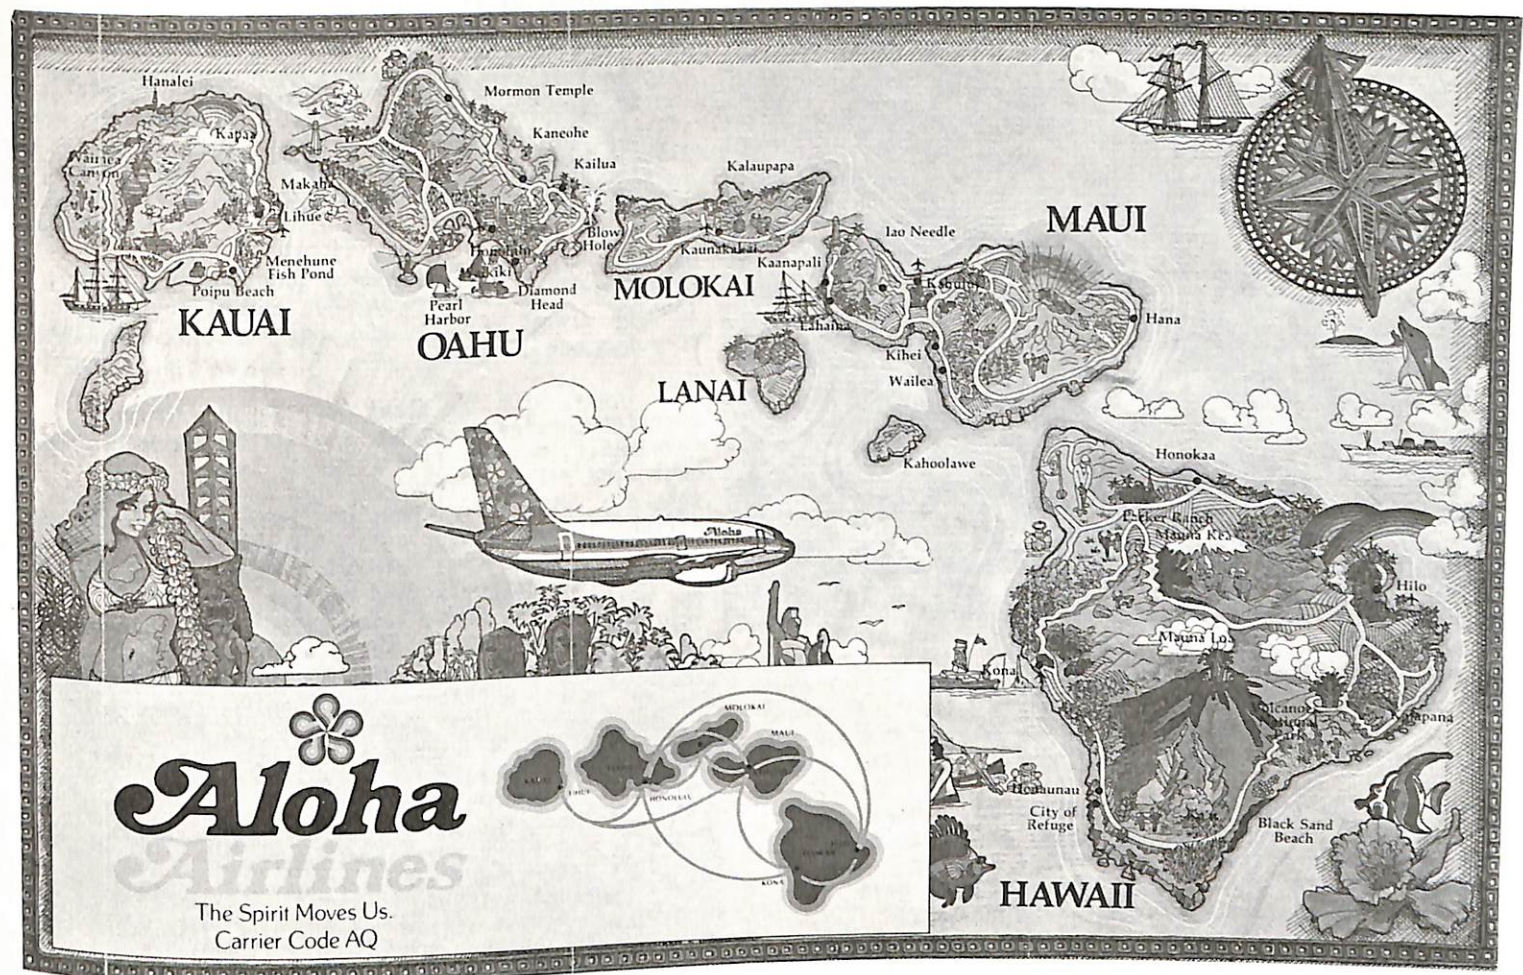 Hanalei
Kapaa
Waimea
Canyon
Lihue
Menehune
Fish Pond
Poipu Beach
KAUAI
Mormon Temple
Kaneohe
Kailua
Makaha
Blow
Hole
Honolulu
Waikiki
Pearl
Harbor
Diamond
Head
OAHU
Kalaupapa
Kaunakakai
MOLOKAI
LANAI
MAUI
Iao Needle
Kaanapali
Kahului
Lahaina
Hana
Kihei
Wailea
Kahoolawe
Honokaa
Parker Ranch
Mauna Kea
Hilo
Mauna Loa
Kona
Volcanoes
National
Park
Kalapana
Honaunau
City of
Refuge
Black Sand
Beach
Ka'u
HAWAII
Aloha
Aloha
Airlines
The Spirit Moves Us.
Carrier Code AQ
MOLOKAI
MAUI
KAUAI
LIHUE
HONOLULU
KONA